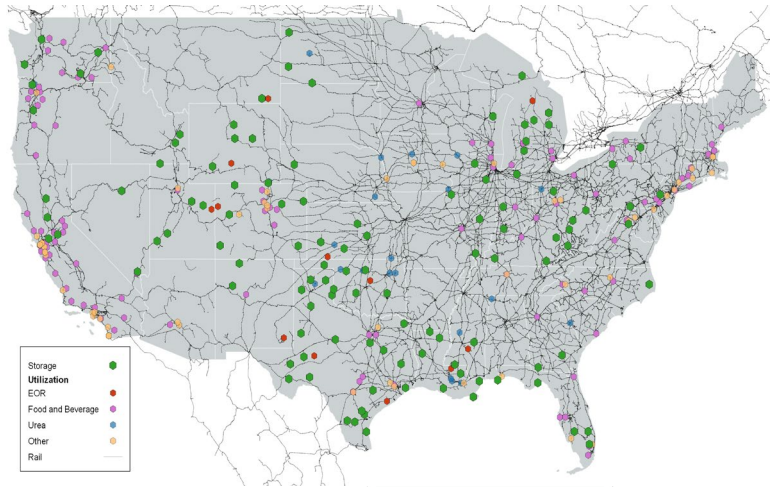 Storage
Utilization
EOR
Food and Beverage
Urea
Other
Rail